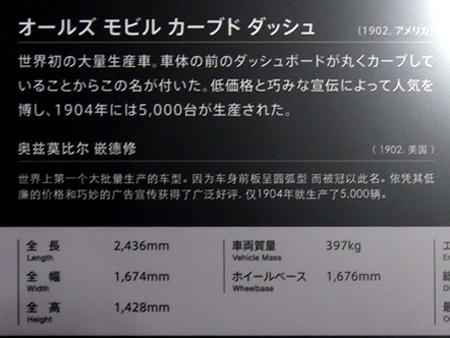 オールズ モビル カーブド ダッシュ (1902, アメリカ)
世界初の大量生産車。車体の前のダッシュボードが丸くカーブして
いることからこの名が付いた。低価格と巧みな宣伝によって人気を
博し、1904年には5,000台が生産された。
奥兹莫比尔 嵌德修 (1902, 美国)
世界上第一个大批量生产的车型。因为车身前板呈圆弧型 而被冠以此名。依凭其低
廉的价格和巧妙的广告宣传获得了广泛好评, 仅1904年就生产了5,000辆。
全 長 2,436mm 車両質量 397kg
Length Vehicle Mass
全 幅 1,674mm ホイールベース 1,676mm
Width Wheelbase
全 高 1,428mm
Height